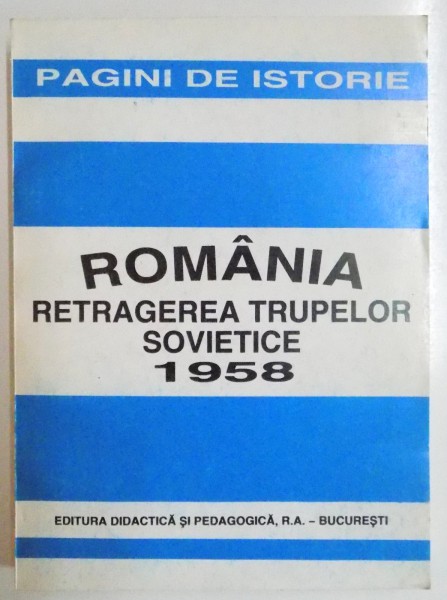 PAGINI DE ISTORIE
ROMÂNIA
RETRAGEREA TRUPELOR
SOVIETICE
1958
EDITURA DIDACTICĂ ŞI PEDAGOGICĂ, R.A. – BUCUREŞTI